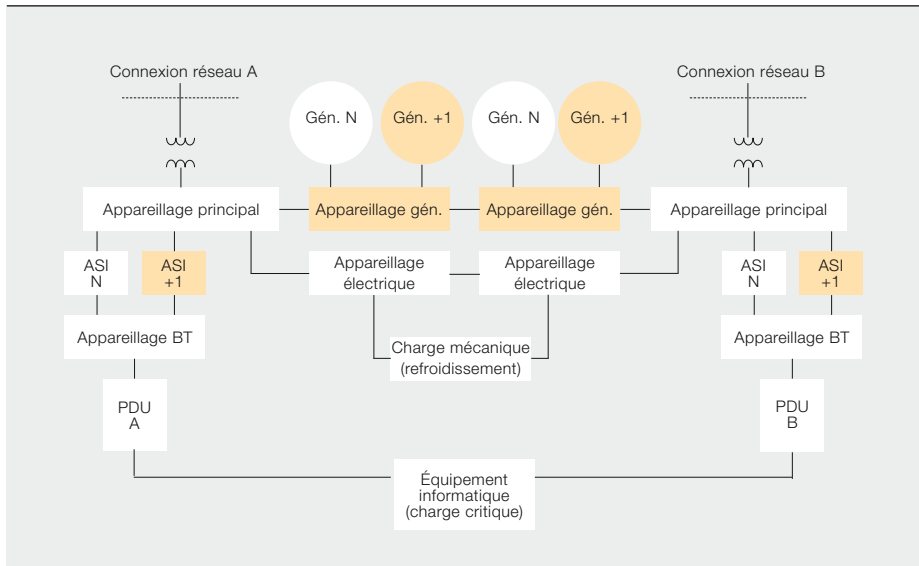 Connexion réseau A
Connexion réseau B
Gén. N
Gén. +1
Gén. N
Gén. +1
Appareillage principal
Appareillage gén.
Appareillage gén.
Appareillage principal
ASI
N
ASI
+1
Appareillage
électrique
Appareillage
électrique
ASI
N
ASI
+1
Appareillage BT
Charge mécanique
(refroidissement)
Appareillage BT
PDU
A
PDU
B
Équipement
informatique
(charge critique)